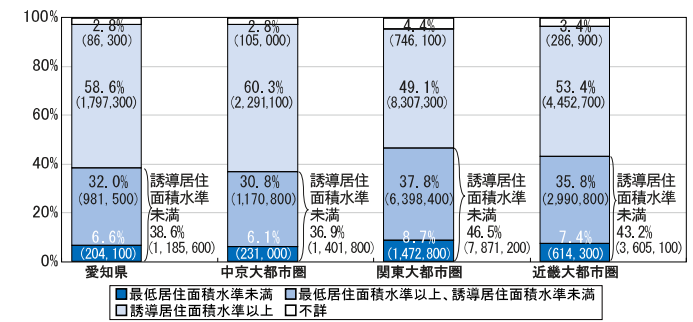 100%
80%
60%
40%
20%
0%
2.8%
(86,300)
58.6%
(1,797,300)
32.0%
(981,500)
6.6%
(204,100)
誘導居住
面積水準
未満
38.6%
(1,185,600)
愛知県
2.8%
(105,000)
60.3%
(2,291,100)
30.8%
(1,170,800)
6.1%
(231,000)
誘導居住
面積水準
未満
36.9%
(1,401,800)
中京大都市圏
4.4%
(746,100)
49.1%
(8,307,300)
37.8%
(6,398,400)
8.7%
(1,472,800)
誘導居住
面積水準
未満
46.5%
(7,871,200)
関東大都市圏
3.4%
(286,900)
53.4%
(4,452,700)
35.8%
(2,990,800)
7.4%
(614,300)
誘導居住
面積水準
未満
43.2%
(3,605,100)
近畿大都市圏
最低居住面積水準未満 最低居住面積水準以上、誘導居住面積水準未満
誘導居住面積水準以上 不詳